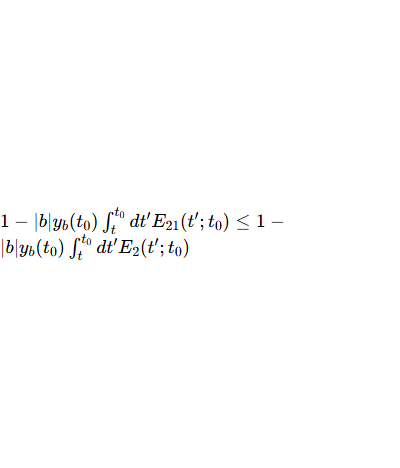 1 − |b|y_b(t_0) ∫_t^{t_0} dt′E_{21}(t′; t_0) ≤ 1 −
|b|y_b(t_0) ∫_t^{t_0} dt′E_2(t′; t_0)